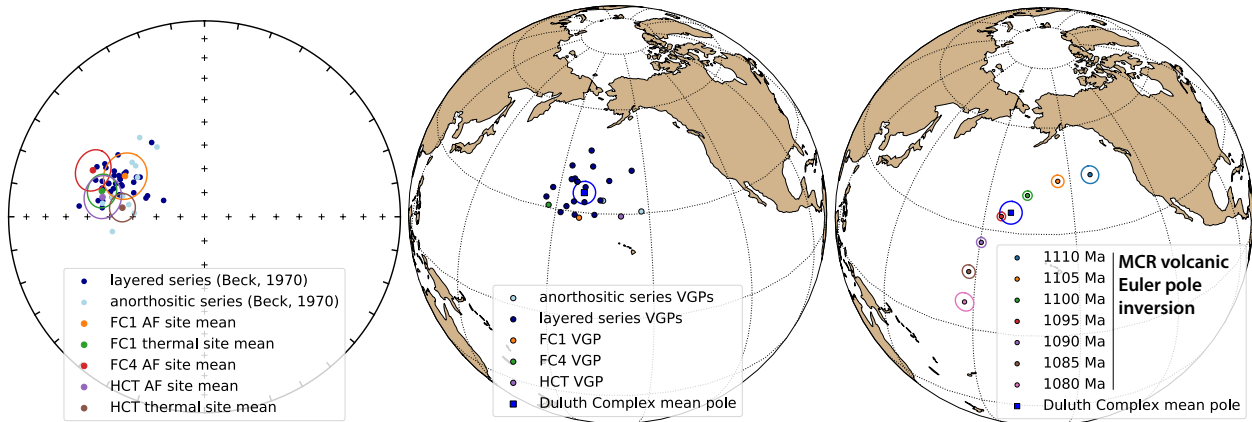 layered series (Beck, 1970)
anorthositic series (Beck, 1970)
FC1 AF site mean
FC1 thermal site mean
FC4 AF site mean
HCT AF site mean
HCT thermal site mean
anorthositic series VGPs
layered series VGPs
FC1 VGP
FC4 VGP
HCT VGP
Duluth Complex mean pole
1110 Ma
1105 Ma
1100 Ma
1095 Ma
1090 Ma
1085 Ma
1080 Ma
Duluth Complex mean pole
MCR volcanic
Euler pole
inversion